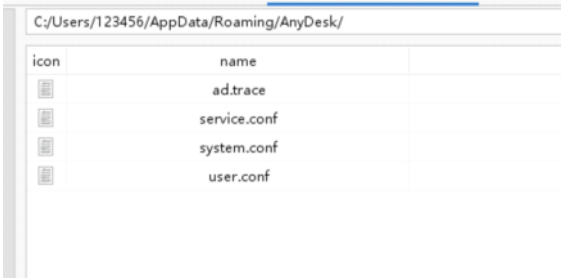 C:/Users/123456/AppData/Roaming/AnyDesk/
icon name
ad.trace
service.conf
system.conf
user.conf